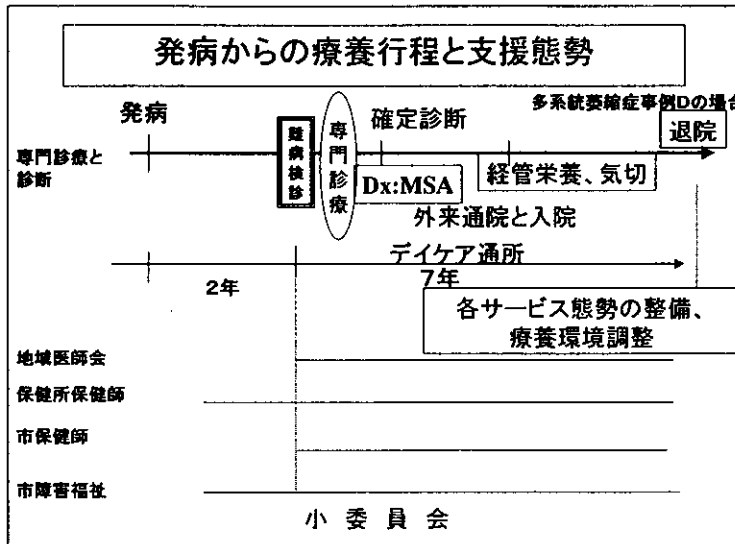 発病からの療養行程と支援態勢
多系統萎縮症事例Dの場合
発病
難病検診
専門診療
確定診断
退院
専門診療と
診断
Dx:MSA
経管栄養、気切
外来通院と入院
デイケア通所
2年
7年
各サービス態勢の整備、
療養環境調整
地域医師会
保健所保健師
市保健師
市障害福祉
小委員会